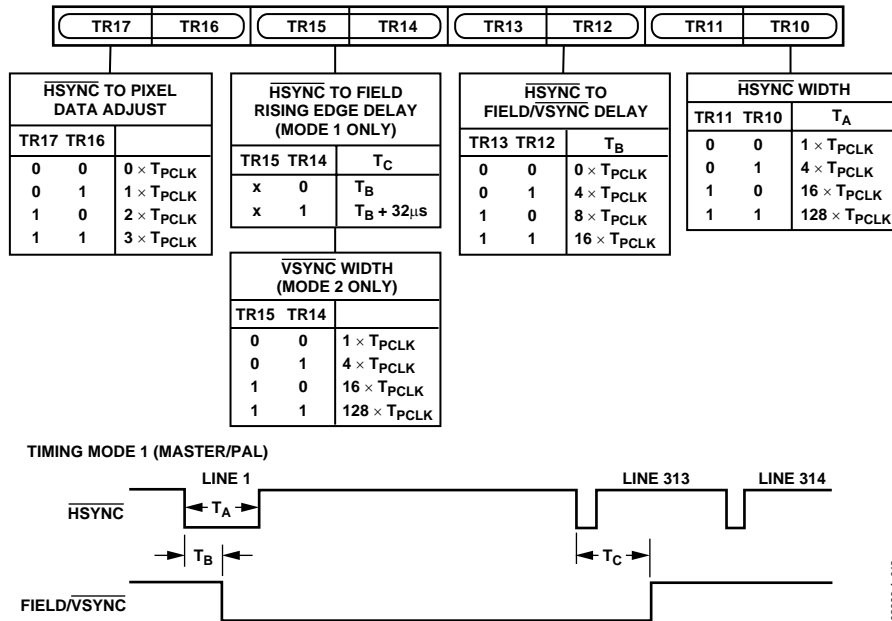 TR17 TR16 TR15 TR14 TR13 TR12 TR11 TR10
HSYNC TO PIXEL
DATA ADJUST
TR17 TR16
0 0 0 × TPCLK
0 1 1 × TPCLK
1 0 2 × TPCLK
1 1 3 × TPCLK
HSYNC TO FIELD
RISING EDGE DELAY
(MODE 1 ONLY)
TR15 TR14 TC
x 0 TB
x 1 TB + 32μs
VSYNC WIDTH
(MODE 2 ONLY)
TR15 TR14
0 0 1 × TPCLK
0 1 4 × TPCLK
1 0 16 × TPCLK
1 1 128 × TPCLK
HSYNC TO
FIELD/VSYNC DELAY
TR13 TR12 TB
0 0 0 × TPCLK
0 1 4 × TPCLK
1 0 8 × TPCLK
1 1 16 × TPCLK
HSYNC WIDTH
TR11 TR10 TA
0 0 1 × TPCLK
0 1 4 × TPCLK
1 0 16 × TPCLK
1 1 128 × TPCLK
TIMING MODE 1 (MASTER/PAL)
LINE 1 LINE 313 LINE 314
HSYNC
TA
TB
TC
FIELD/VSYNC